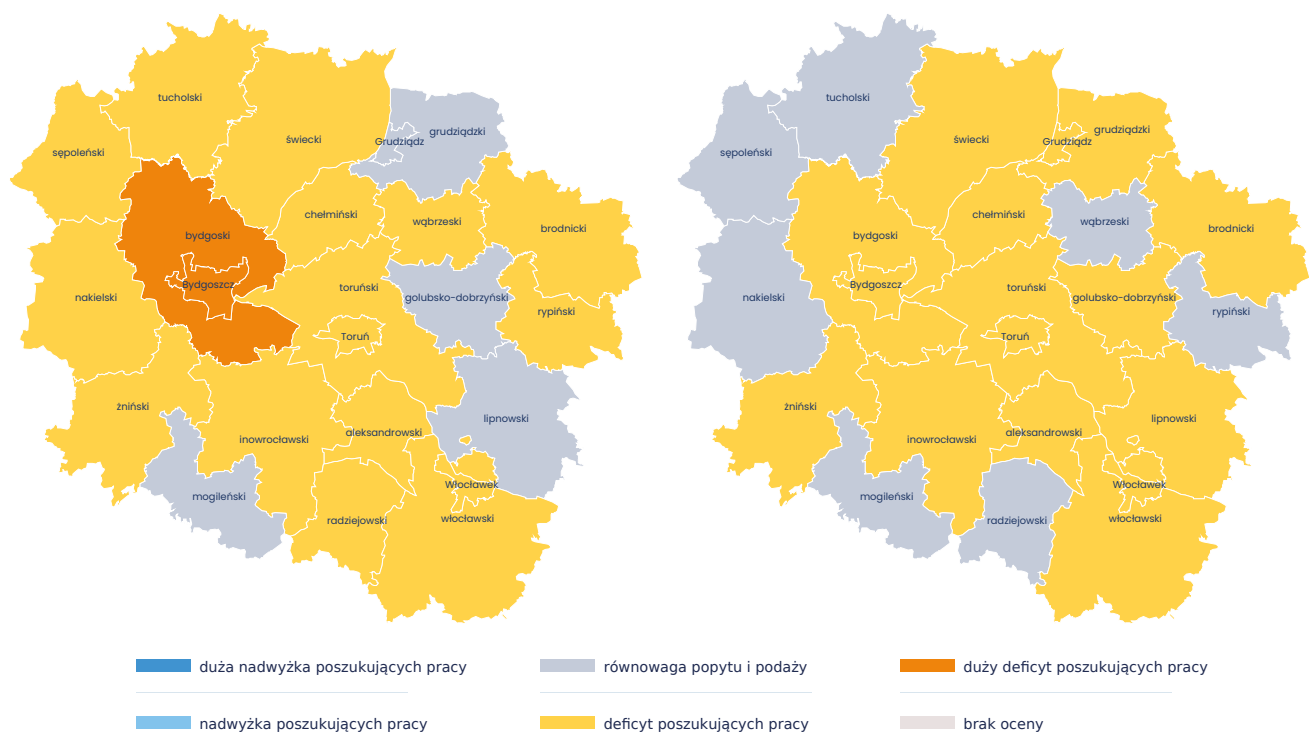 tucholski
świecki
grudziądzki
Grudziądz
sępoleński
chełmiński
wąbrzeski
brodnicki
bydgoski
Bydgoszcz
toruński
golubsko-dobrzyński
nakielski
rypiński
Toruń
żniński
lipnowski
aleksandrowski
inowrocławski
Włocławek
mogileński
radziejowski
włocławski
tucholski
świecki
grudziądzki
Grudziądz
sępoleński
chełmiński
wąbrzeski
brodnicki
bydgoski
Bydgoszcz
toruński
golubsko-dobrzyński
nakielski
rypiński
Toruń
żniński
lipnowski
aleksandrowski
inowrocławski
Włocławek
mogileński
radziejowski
włocławski
duża nadwyżka poszukujących pracy
równowaga popytu i podaży
duży deficyt poszukujących pracy
nadwyżka poszukujących pracy
deficyt poszukujących pracy
brak oceny